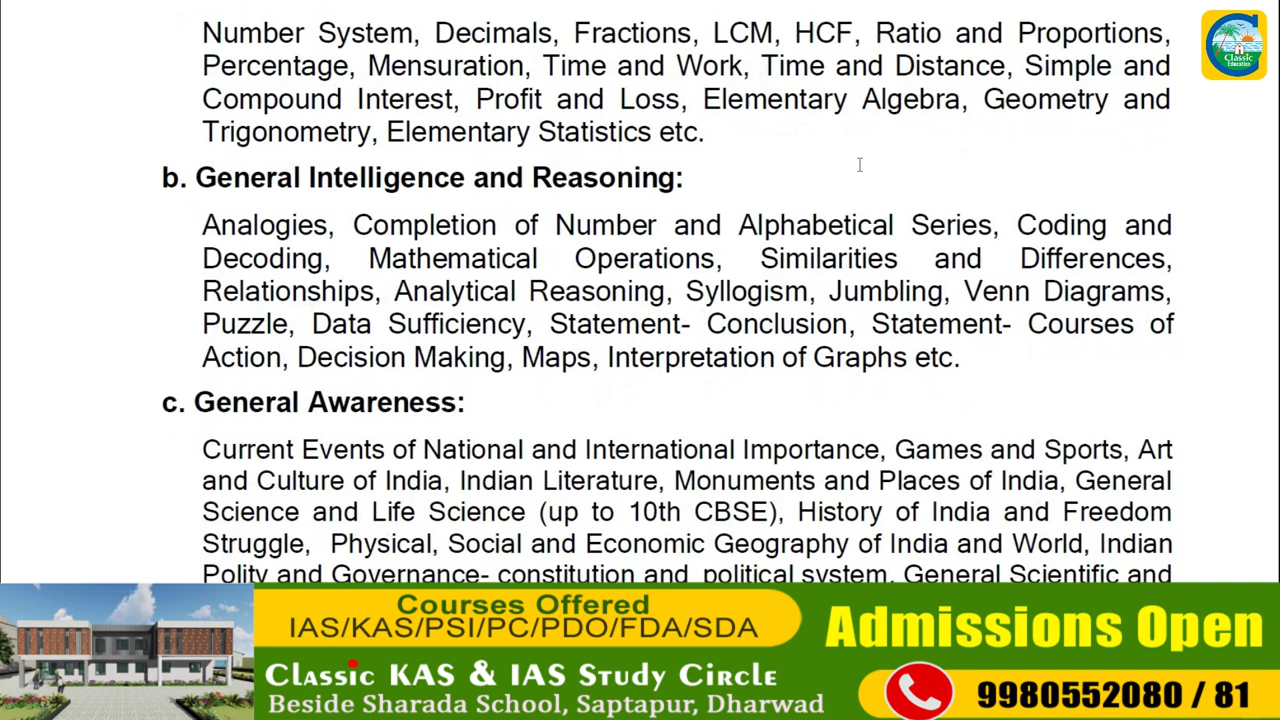 Number System, Decimals, Fractions, LCM, HCF, Ratio and Proportions,
Percentage, Mensuration, Time and Work, Time and Distance, Simple and
Compound Interest, Profit and Loss, Elementary Algebra, Geometry and
Trigonometry, Elementary Statistics etc.
b. General Intelligence and Reasoning:
Analogies, Completion of Number and Alphabetical Series, Coding and
Decoding, Mathematical Operations, Similarities and Differences,
Relationships, Analytical Reasoning, Syllogism, Jumbling, Venn Diagrams,
Puzzle, Data Sufficiency, Statement- Conclusion, Statement- Courses of
Action, Decision Making, Maps, Interpretation of Graphs etc.
c. General Awareness:
Current Events of National and International Importance, Games and Sports, Art
and Culture of India, Indian Literature, Monuments and Places of India, General
Science and Life Science (up to 10th CBSE), History of India and Freedom
Struggle, Physical, Social and Economic Geography of India and World, Indian
Polity and Governance- constitution and political system, General Scientific and
Classic
Education
Courses Offered
IAS/KAS/PSI/PC/PDO/FDA/SDA
Classic KAS & IAS Study Circle
Beside Sharada School, Saptapur, Dharwad
Admissions Open
9980552080 / 81